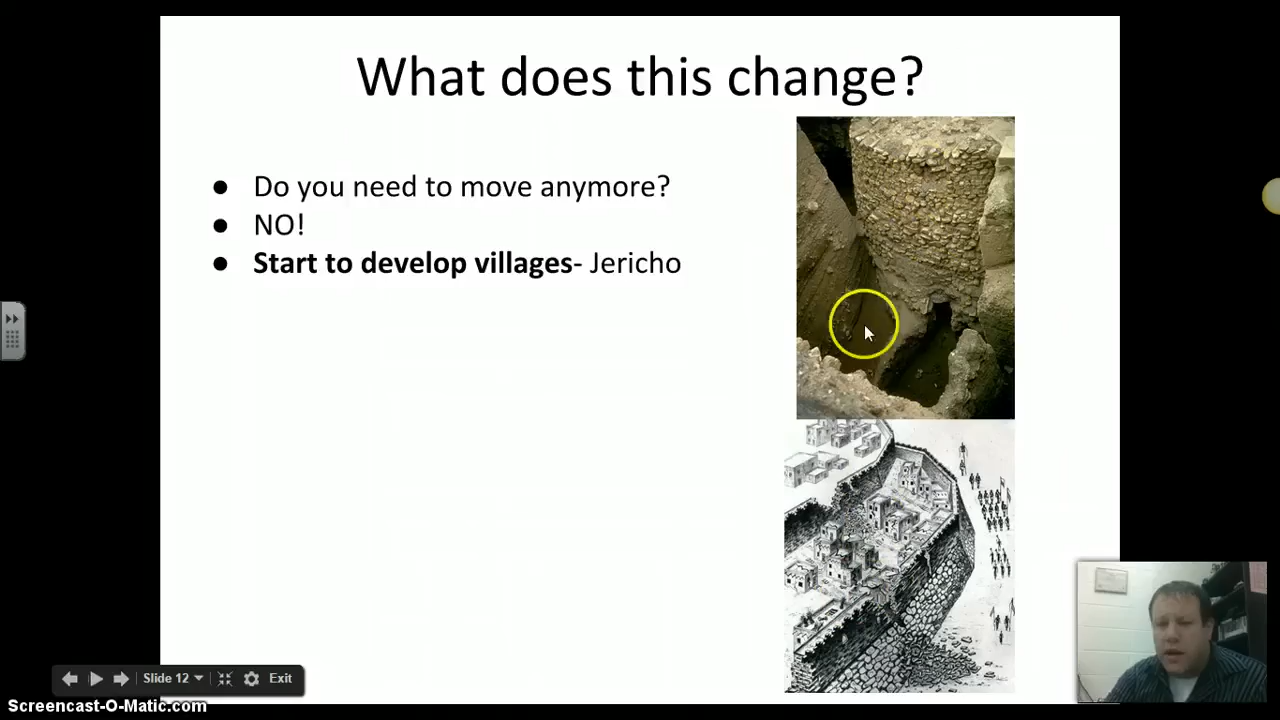 What does this change?
● Do you need to move anymore?
● NO!
● Start to develop villages- Jericho
Slide 12
Exit
Screencast-O-Matic.com